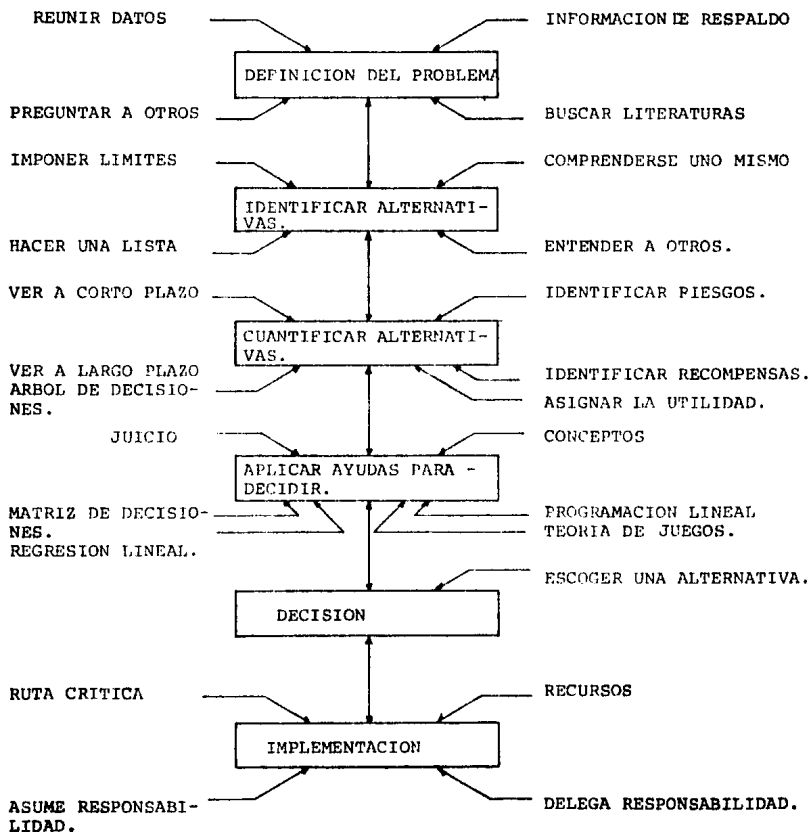 REUNIR DATOS
INFORMACION DE RESPALDO
DEFINICION DEL PROBLEMA
PREGUNTAR A OTROS
BUSCAR LITERATURAS
IMPONER LIMITES
COMPRENDERSE UNO MISMO
IDENTIFICAR ALTERNATI-
VAS.
HACER UNA LISTA
ENTENDER A OTROS.
VER A CORTO PLAZO
IDENTIFICAR PIESGOS.
CUANTIFICAR ALTERNATI-
VAS.
VER A LARGO PLAZO
ARBOL DE DECISIO-
NES.
IDENTIFICAR RECOMPENSAS.
ASIGNAR LA UTILIDAD.
JUICIO
CONCEPTOS
APLICAR AYUDAS PARA -
DECIDIR.
MATRIZ DE DECISIO-
NES.
REGRESION LINEAL.
PROGRAMACION LINEAL
TEORIA DE JUEGOS.
ESCOGER UNA ALTERNATIVA.
DECISION
RUTA CRITICA
RECURSOS
IMPLEMENTACION
ASUME RESPONSABI-
LIDAD.
DELEGA RESPONSABILIDAD.